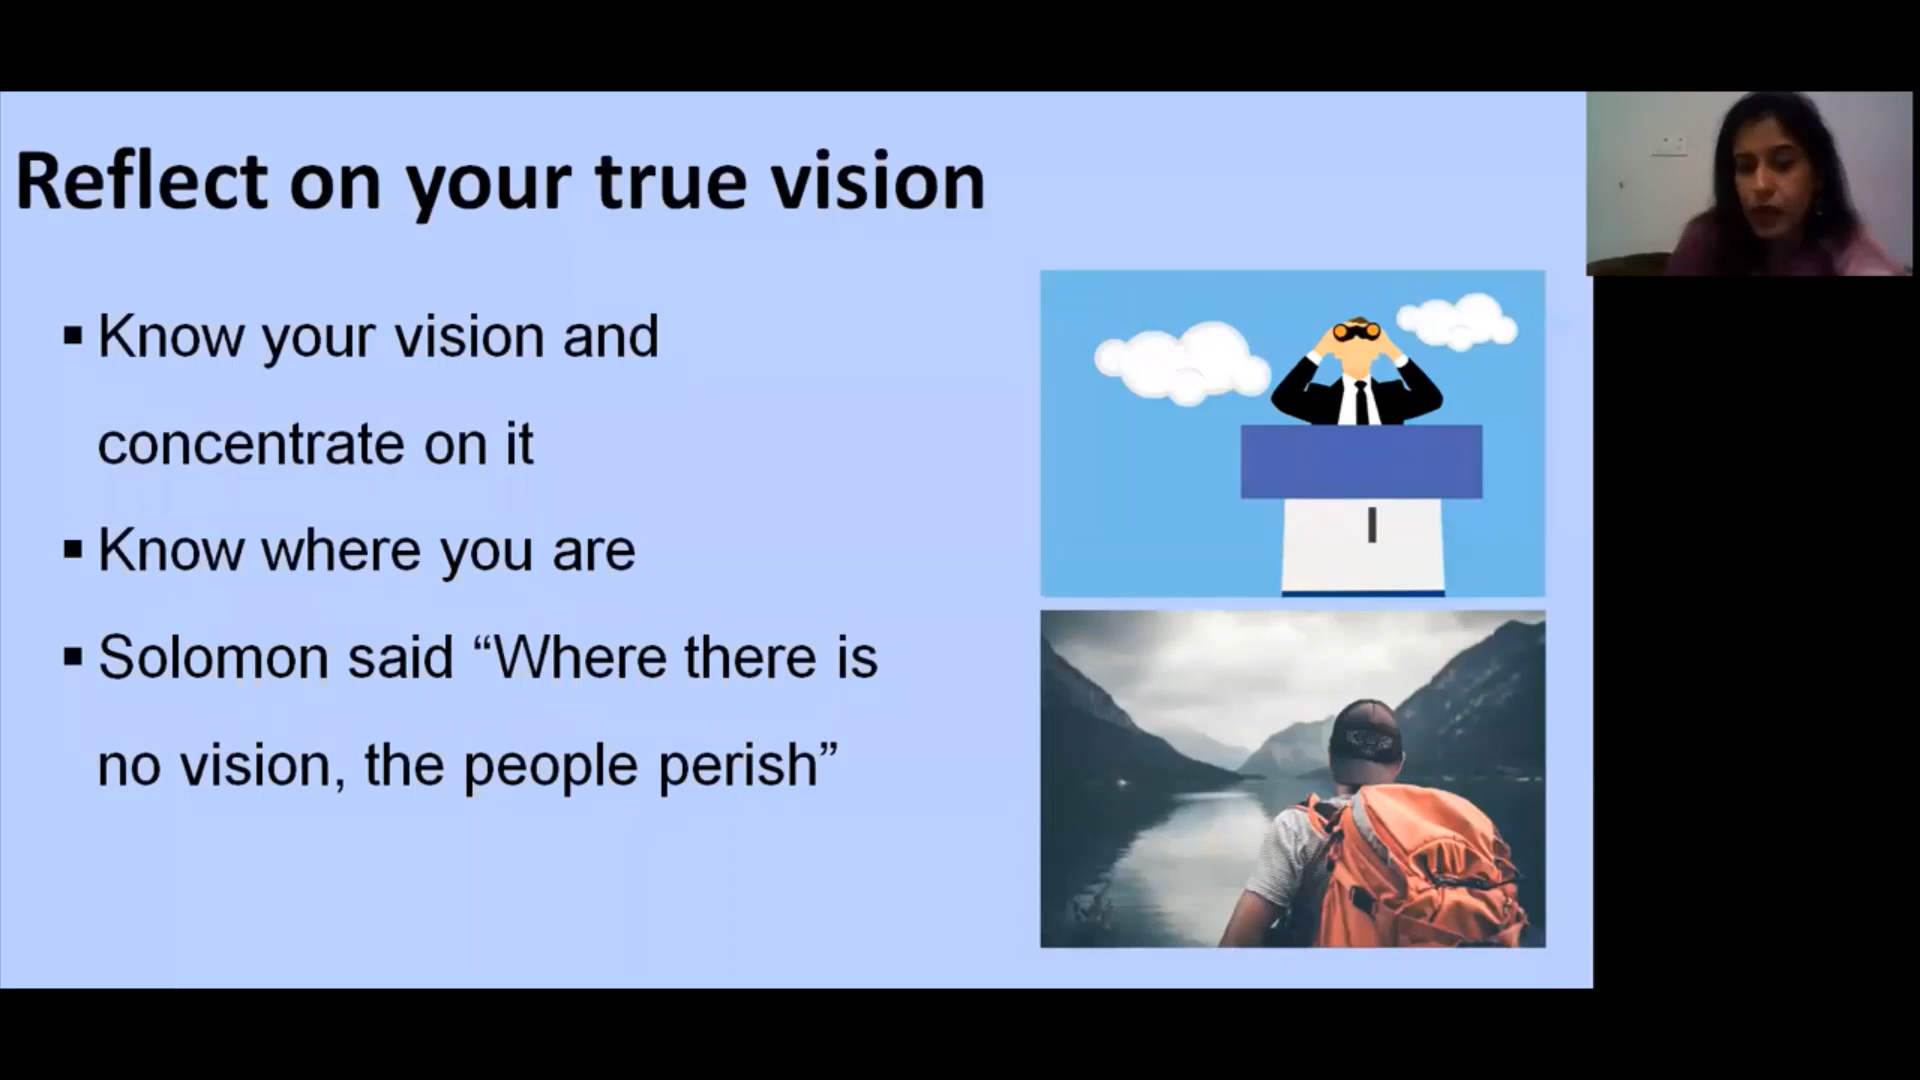 Reflect on your true vision
▪ Know your vision and
concentrate on it
▪ Know where you are
▪ Solomon said “Where there is
no vision, the people perish”